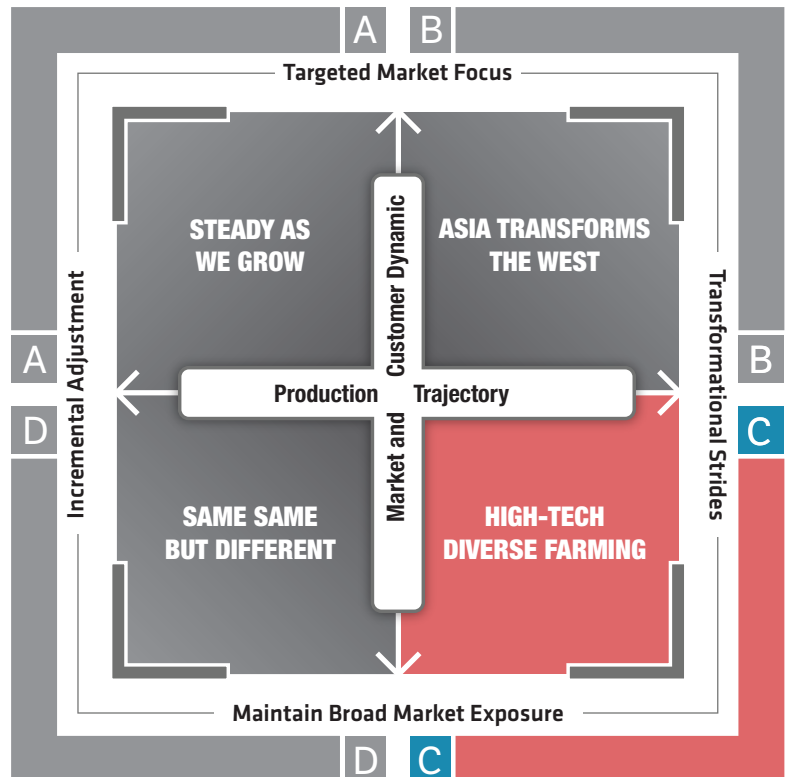 A
B
Targeted Market Focus
STEADY AS
WE GROW
ASIA TRANSFORMS
THE WEST
Incremental Adjustment
Transformational Strides
A
B
Production Trajectory
Market and Customer Dynamic
D
C
SAME SAME
BUT DIFFERENT
HIGH-TECH
DIVERSE FARMING
Maintain Broad Market Exposure
D
C